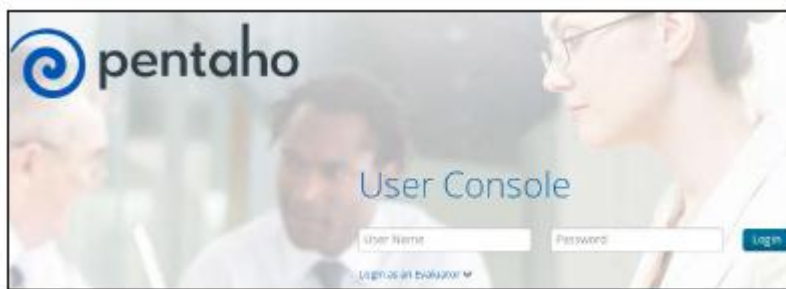 pentaho
User Console
User Name
Password
Login
Login as an Evaluator